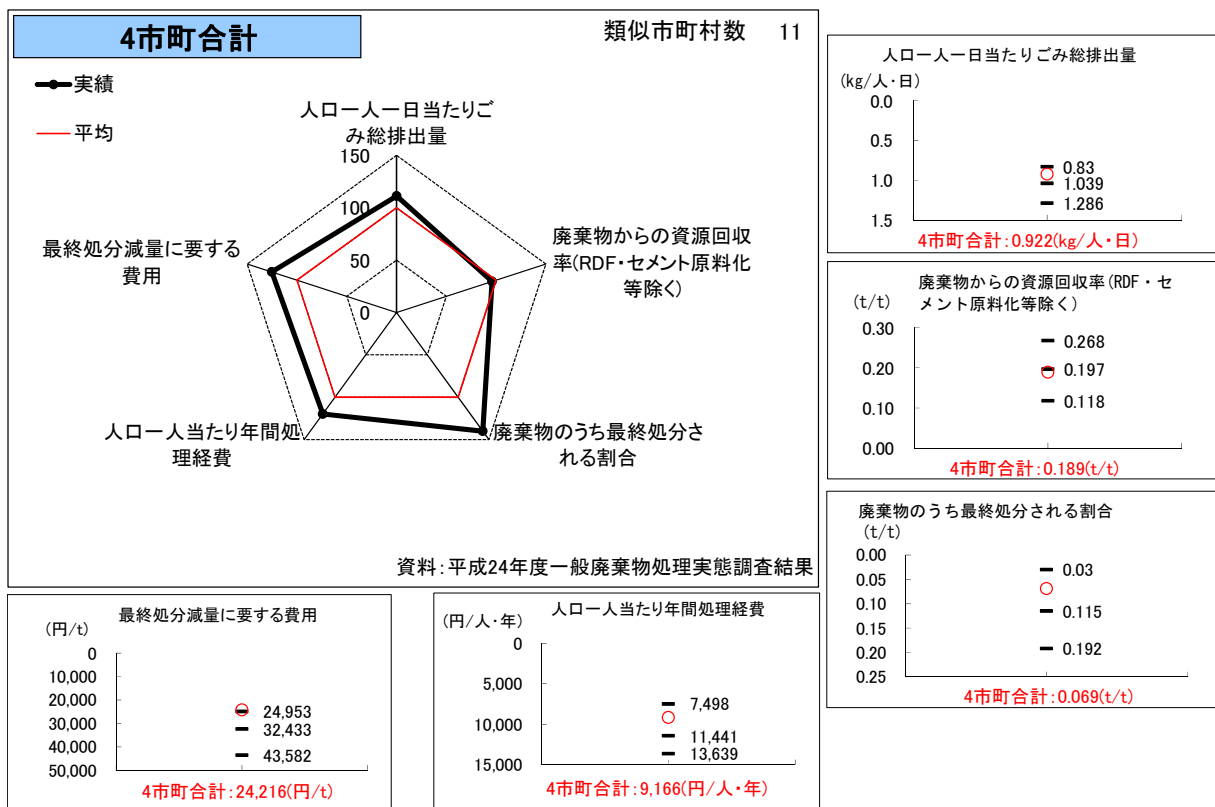 4市町合計
類似市町村数 11
実績
平均
人口一人一日当たりご
み総排出量
150
100
50
0
廃棄物からの資源回収
率(RDF・セメント原料化
等除く)
最終処分減量に要する
費用
人口一人当たり年間処
理経費
廃棄物のうち最終処分さ
れる割合
資料:平成24年度一般廃棄物処理実態調査結果
人口一人一日当たりごみ総排出量
(kg/人・日)
0.0
0.5
1.0
1.5
0.83
1.039
1.286
4市町合計:0.922(kg/人・日)
廃棄物からの資源回収率(RDF・セ
メント原料化等除く)
(t/t)
0.30
0.20
0.10
0.00
0.268
0.197
0.118
4市町合計:0.189(t/t)
廃棄物のうち最終処分される割合
(t/t)
0.00
0.05
0.10
0.15
0.20
0.25
0.03
0.115
0.192
4市町合計:0.069(t/t)
最終処分減量に要する費用
(円/t)
0
10,000
20,000
30,000
40,000
50,000
24,953
32,433
43,582
4市町合計:24,216(円/t)
人口一人当たり年間処理経費
(円/人・年)
0
5,000
10,000
15,000
7,498
11,441
13,639
4市町合計:9,166(円/人・年)